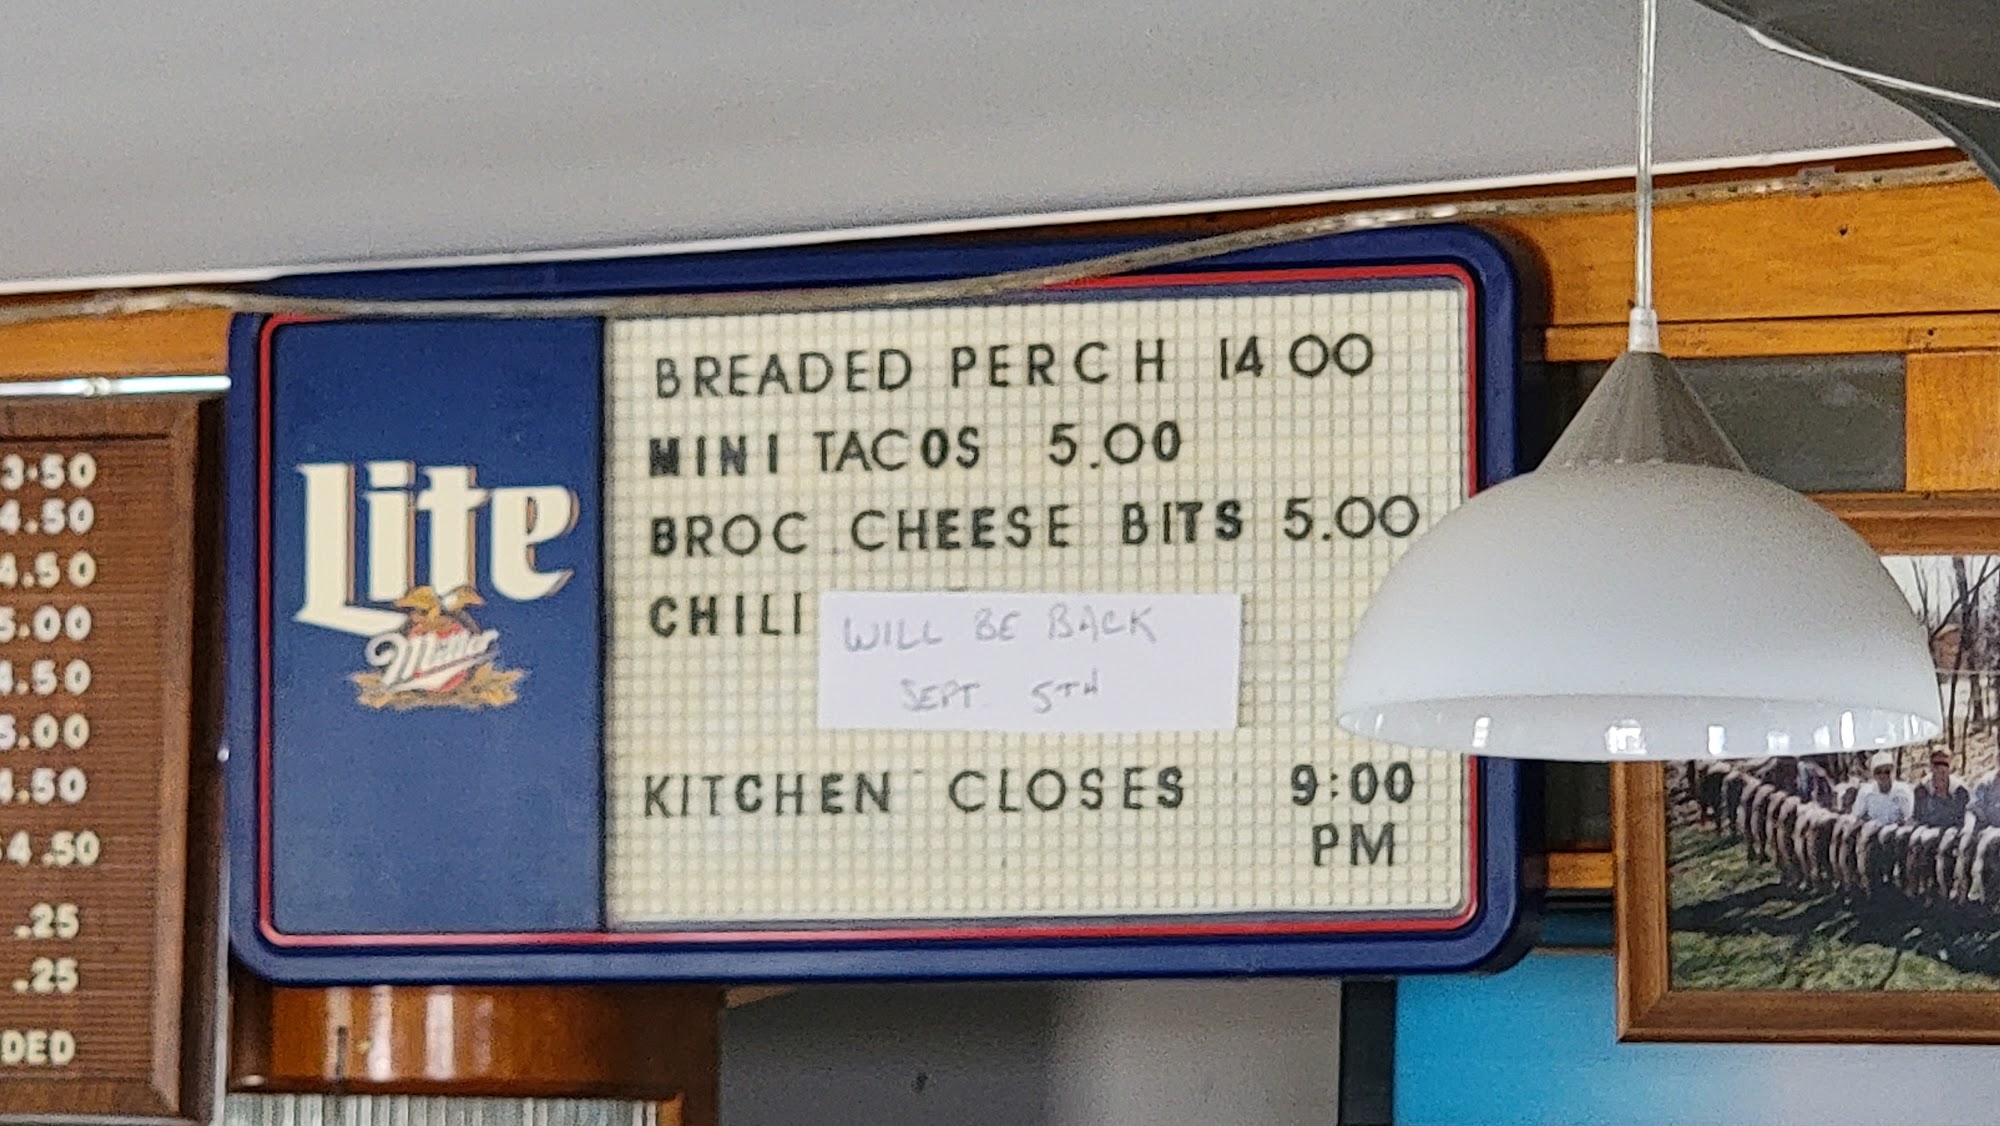 BREADED PERCH 14 00
MINI TACOS 5.00
BROC CHEESE BITS 5.00
CHILI
WILL BE BACK
SEPT. 5TH
KITCHEN CLOSES 9:00
PM
Lite
Miller
3.50
4.50
4.50
5.00
4.50
5.00
4.50
4.50
.25
.25
DED